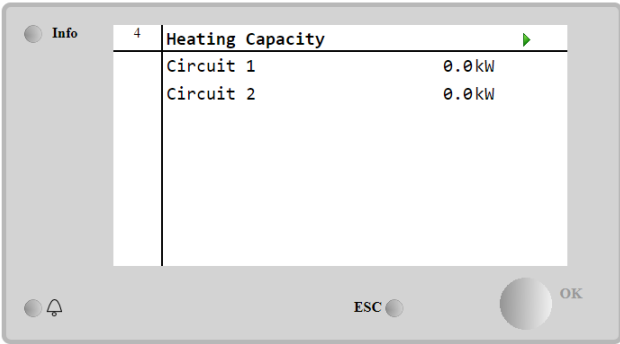 Info
4 Heating Capacity
Circuit 1 0.0kW
Circuit 2 0.0kW
ESC
OK